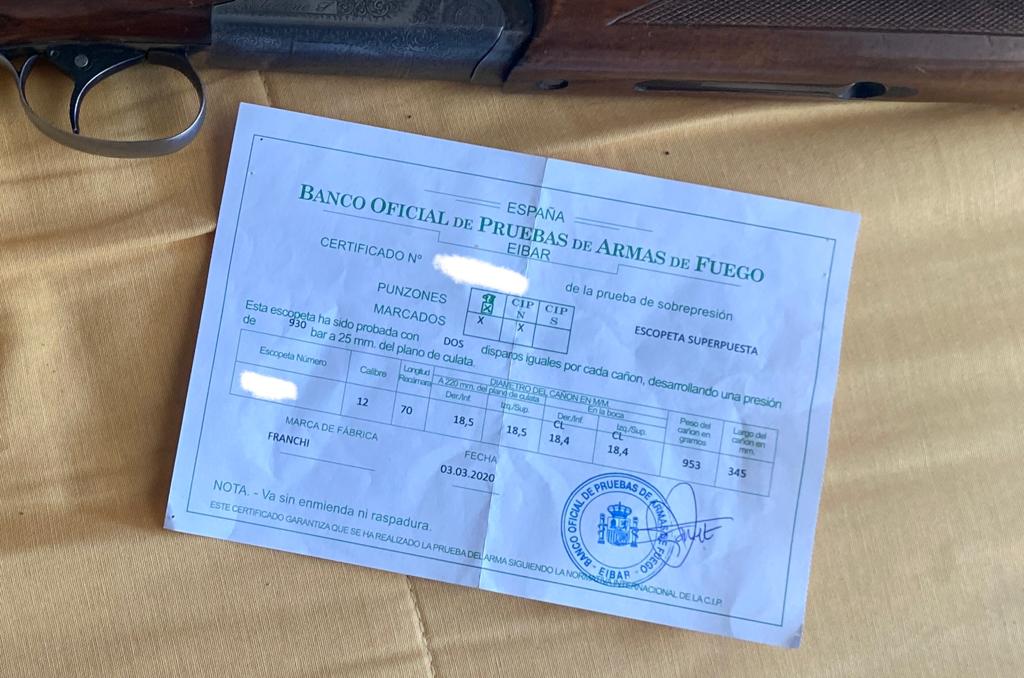 ESPAÑA
BANCO OFICIAL DE PRUEBAS DE ARMAS DE FUEGO
EIBAR
CERTIFICADO Nº
de la prueba de sobrepresión
PUNZONES
MARCADOS
CIP N
CIP S
X
X
ESCOPETA SUPERPUESTA
Esta escopeta ha sido probada con DOS disparos iguales por cada cañon, desarrollando una presión
de 930 bar a 25 mm. del plano de culata.
Escopeta Número
Calibre
Longitud Recámara
DIAMETRO DEL CAÑON EN M/M
A 220 mm. del plano de culata
En la boca
Der./Inf.
Izq./Sup.
Der./Inf.
Izq./Sup.
Peso del cañon en gramos
Largo del cañon en mm.
12
70
18,5
18,5
CL 18,4
CL 18,4
953
345
MARCA DE FÁBRICA
FRANCHI
FECHA
03.03.2020
NOTA. - Va sin enmienda ni raspadura.
ESTE CERTIFICADO GARANTIZA QUE SE HA REALIZADO LA PRUEBA DEL ARMA SIGUIENDO LA NORMATIVA INTERNACIONAL DE LA C.I.P.
BANCO OFICIAL DE PRUEBAS DE ARMAS DE FUEGO
- EIBAR -